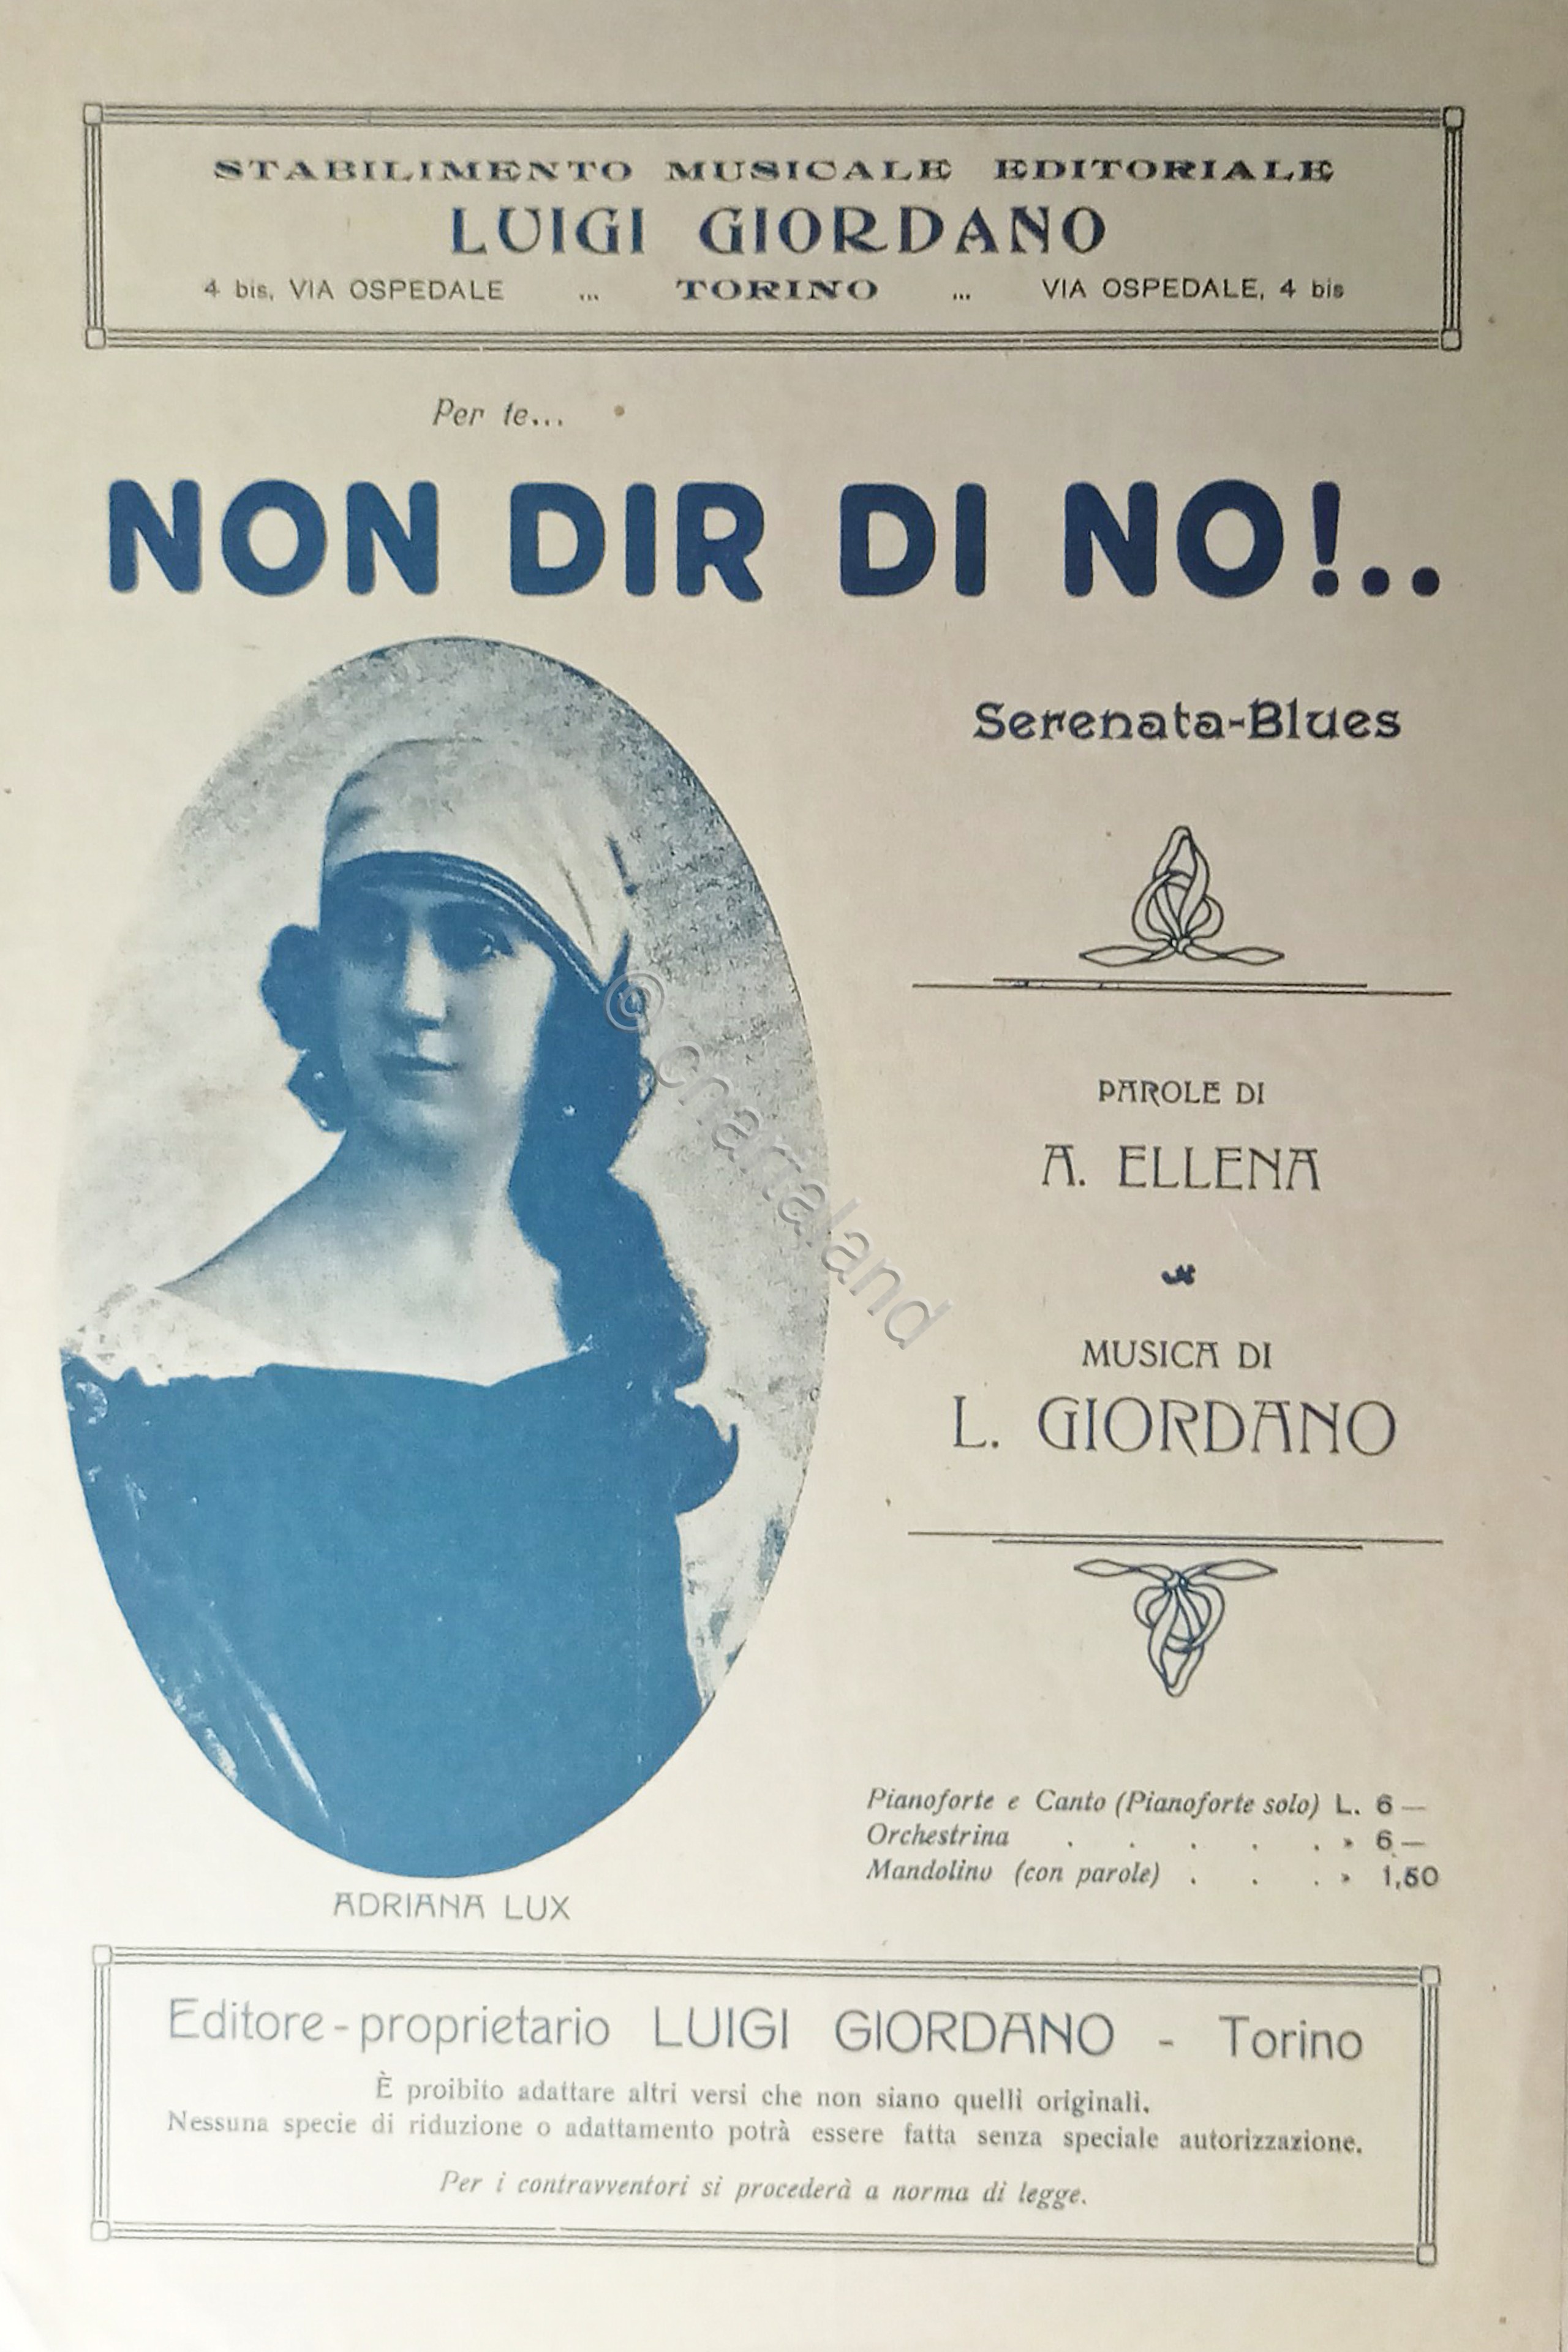 STABILIMENTO MUSICALE EDITORIALE
LUIGI GIORDANO
4 bis, VIA OSPEDALE ... TORINO ... VIA OSPEDALE, 4 bis
Per te...
NON DIR DI NO!..
Serenata-Blues
PAROLE DI
A. ELLENA
MUSICA DI
L. GIORDANO
Pianoforte e Canto (Pianoforte solo) L. 6 —
Orchestrina . . . . . » 6 —
Mandolino (con parole) . . . » 1,50
ADRIANA LUX
Editore - proprietario LUIGI GIORDANO - Torino
È proibito adattare altri versi che non siano quelli originali.
Nessuna specie di riduzione o adattamento potrà essere fatta senza speciale autorizzazione.
Per i contravventori si procederà a norma di legge.
© chartaland